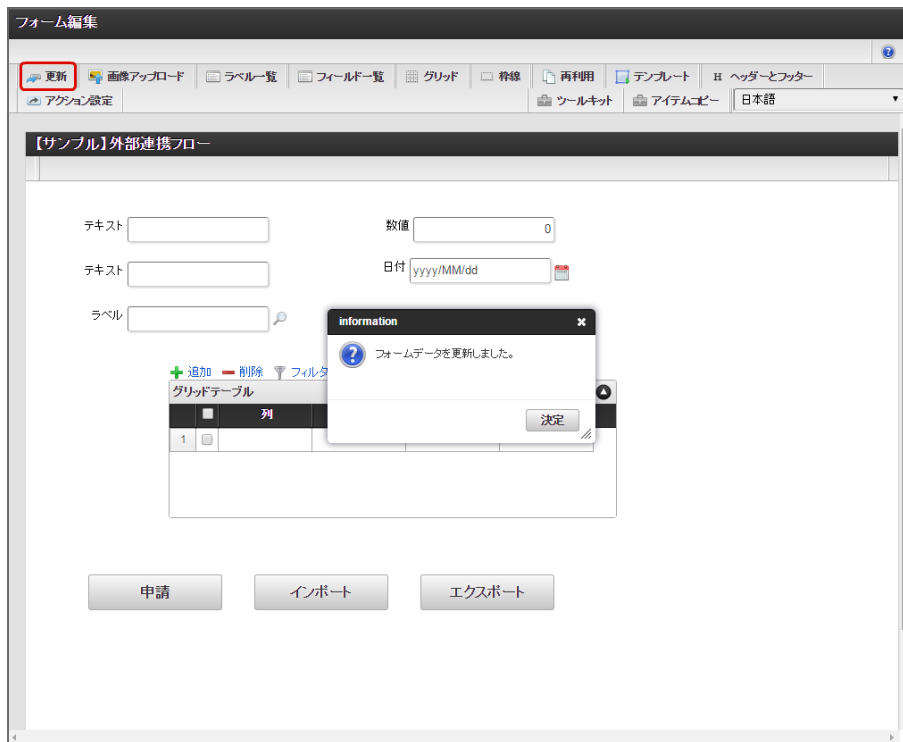 フォーム編集
更新 画像アップロード ラベル一覧 フィールド一覧 グリッド 枠線 再利用 テンプレート H ヘッダーとフッター
アクション設定 ツールキット アイテムコピー 日本語
【サンプル】外部連携フロー
テキスト 数値 0
テキスト 日付 yyyy/MM/dd
ラベル
information
フォームデータを更新しました。
決定
追加 削除 フィルタ
グリッドテーブル
列
1
申請 インポート エクスポート